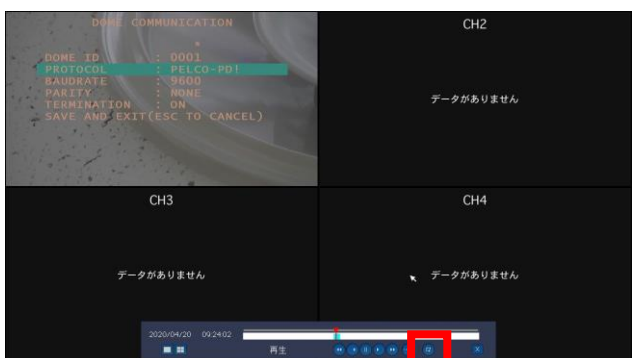 DOME COMMUNICATION
DOME ID : 0001
PROTOCOL : PELCO-PD!
BAUDRATE : 9600
PARITY : NONE
TERMINATION : ON
SAVE AND EXIT(ESC TO CANCEL)
CH2
データがありません
CH3
データがありません
CH4
データがありません
2020/04/20 09:24:02
再生